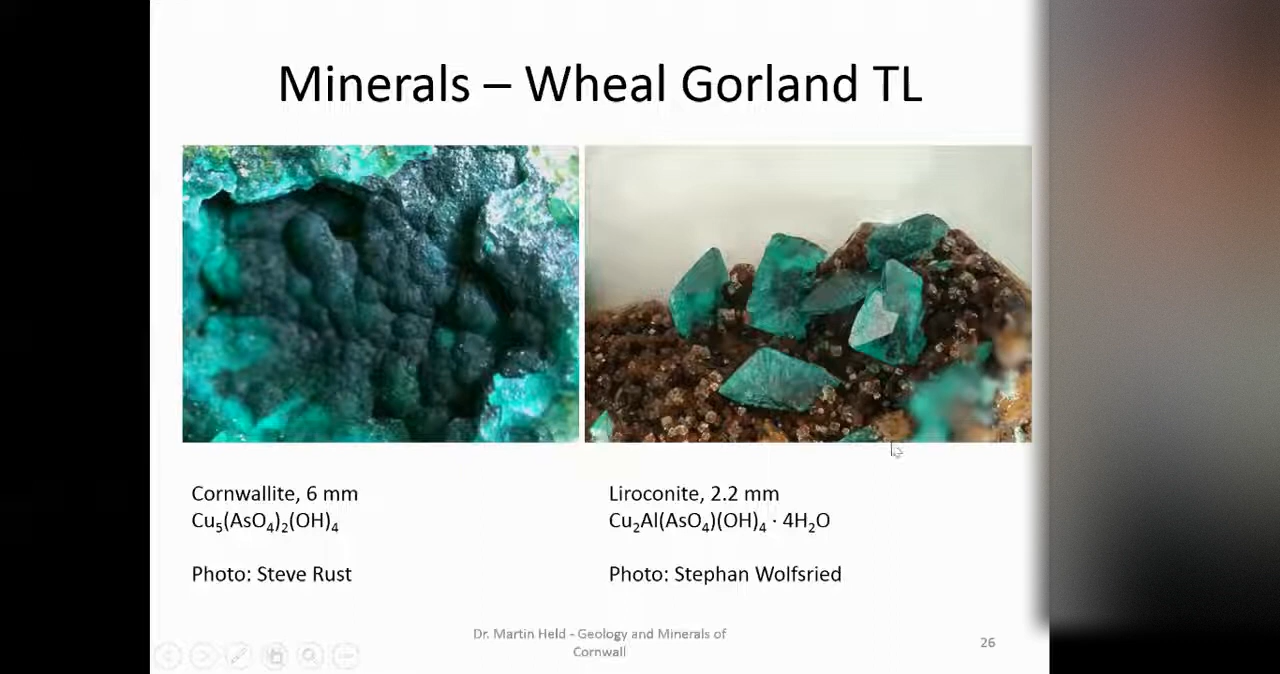 Minerals – Wheal Gorland TL
Cornwallite, 6 mm
Cu₅(AsO₄)₂(OH)₄
Photo: Steve Rust
Liroconite, 2.2 mm
Cu₂Al(AsO₄)(OH)₄ · 4H₂O
Photo: Stephan Wolfsried
Dr. Martin Held - Geology and Minerals of
Cornwall
26